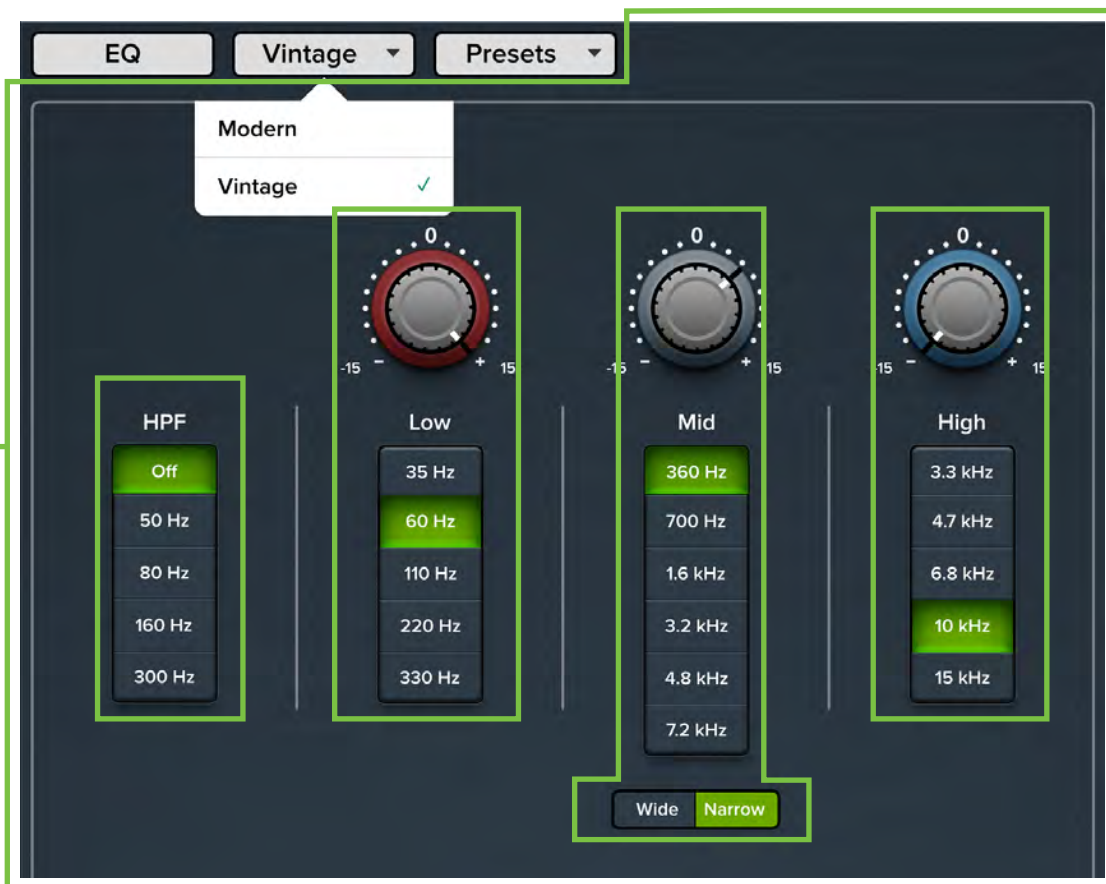 EQ
Vintage
Presets
Modern
Vintage ✓
0
-15 - + 15
Low
35 Hz
60 Hz
110 Hz
220 Hz
330 Hz
0
-15 - + 15
Mid
360 Hz
700 Hz
1.6 kHz
3.2 kHz
4.8 kHz
7.2 kHz
Wide Narrow
0
-15 - + 15
High
3.3 kHz
4.7 kHz
6.8 kHz
10 kHz
15 kHz
HPF
Off
50 Hz
80 Hz
160 Hz
300 Hz